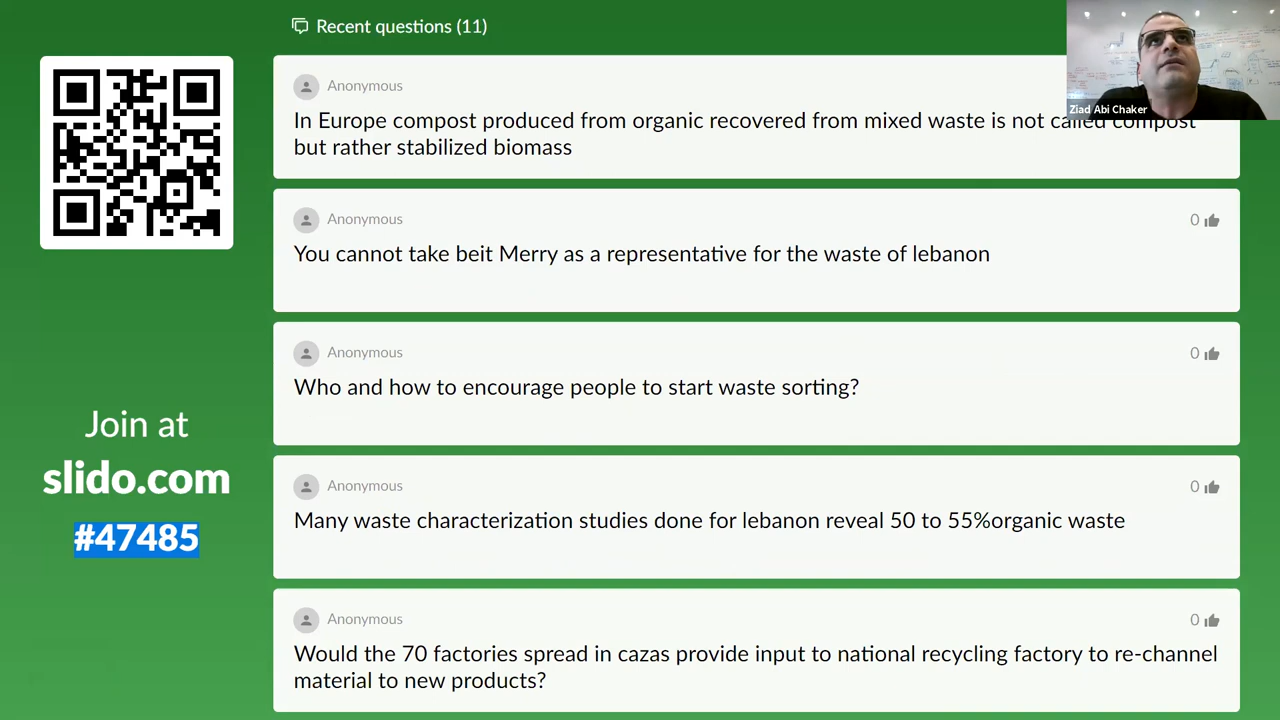 Recent questions (11)
Anonymous
In Europe compost produced from organic recovered from mixed waste is not called compost
but rather stabilized biomass
Ziad Abi Chaker
Anonymous
0
You cannot take beit Merry as a representative for the waste of lebanon
Anonymous
0
Who and how to encourage people to start waste sorting?
Anonymous
0
Many waste characterization studies done for lebanon reveal 50 to 55%organic waste
Anonymous
0
Would the 70 factories spread in cazas provide input to national recycling factory to re-channel
material to new products?
Join at
slido.com
#47485